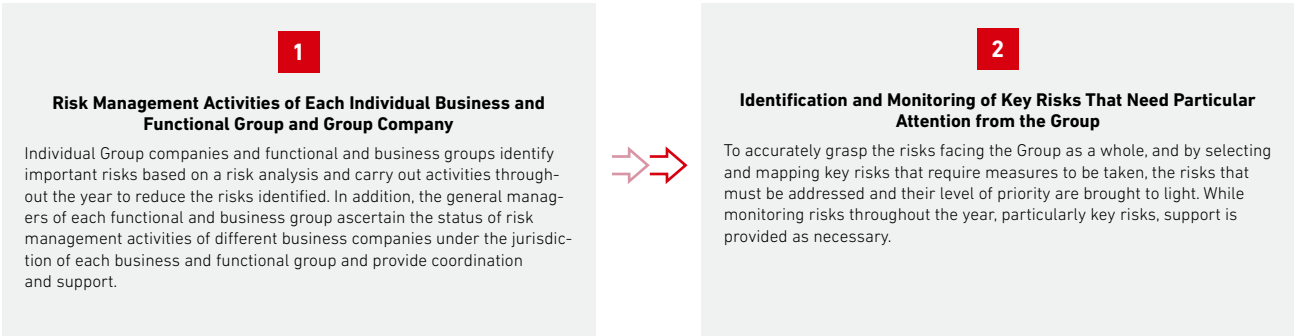 1
Risk Management Activities of Each Individual Business and
Functional Group and Group Company
Individual Group companies and functional and business groups identify
important risks based on a risk analysis and carry out activities through-
out the year to reduce the risks identified. In addition, the general manag-
ers of each functional and business group ascertain the status of risk
management activities of different business companies under the jurisdic-
tion of each business and functional group and provide coordination
and support.
2
Identification and Monitoring of Key Risks That Need Particular
Attention from the Group
To accurately grasp the risks facing the Group as a whole, and by selecting
and mapping key risks that require measures to be taken, the risks that
must be addressed and their level of priority are brought to light. While
monitoring risks throughout the year, particularly key risks, support is
provided as necessary.